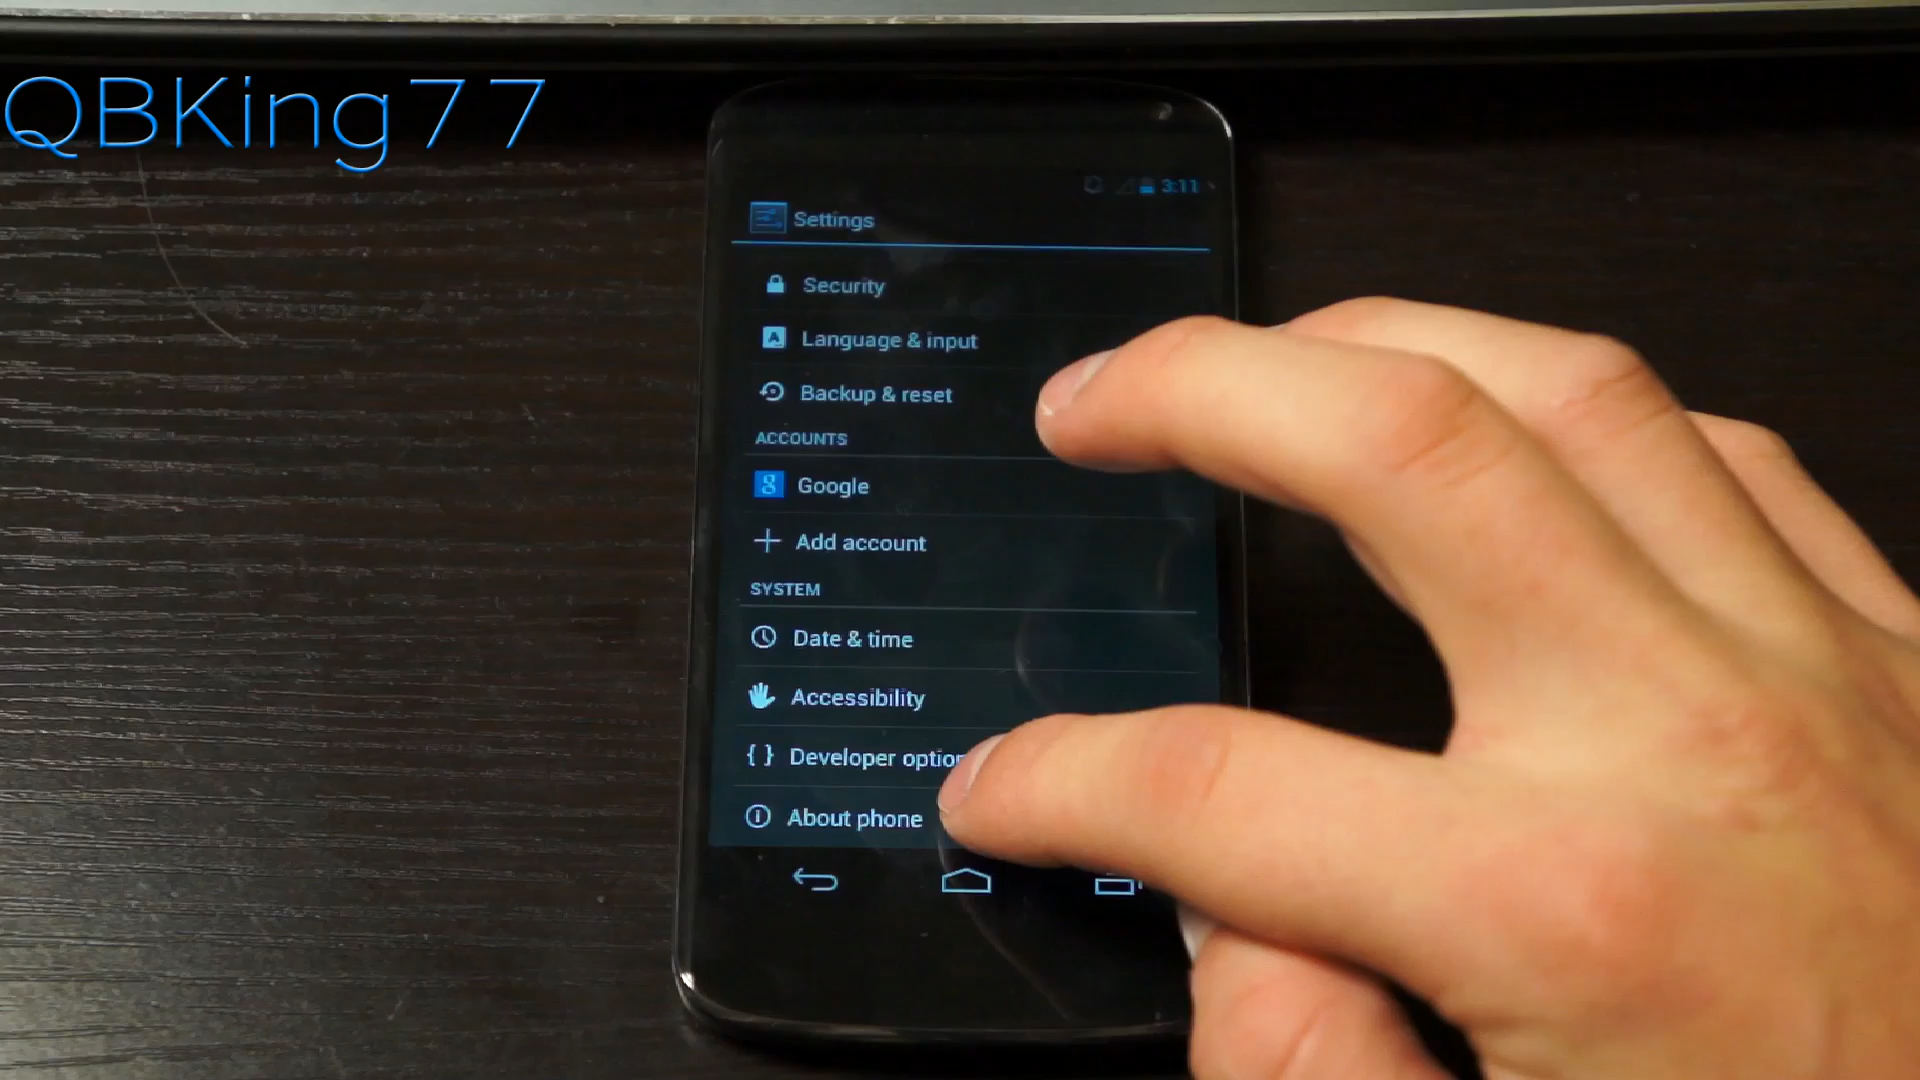 QBKing77
3:11
Settings
Security
Language & input
Backup & reset
ACCOUNTS
Google
Add account
SYSTEM
Date & time
Accessibility
Developer option
About phone